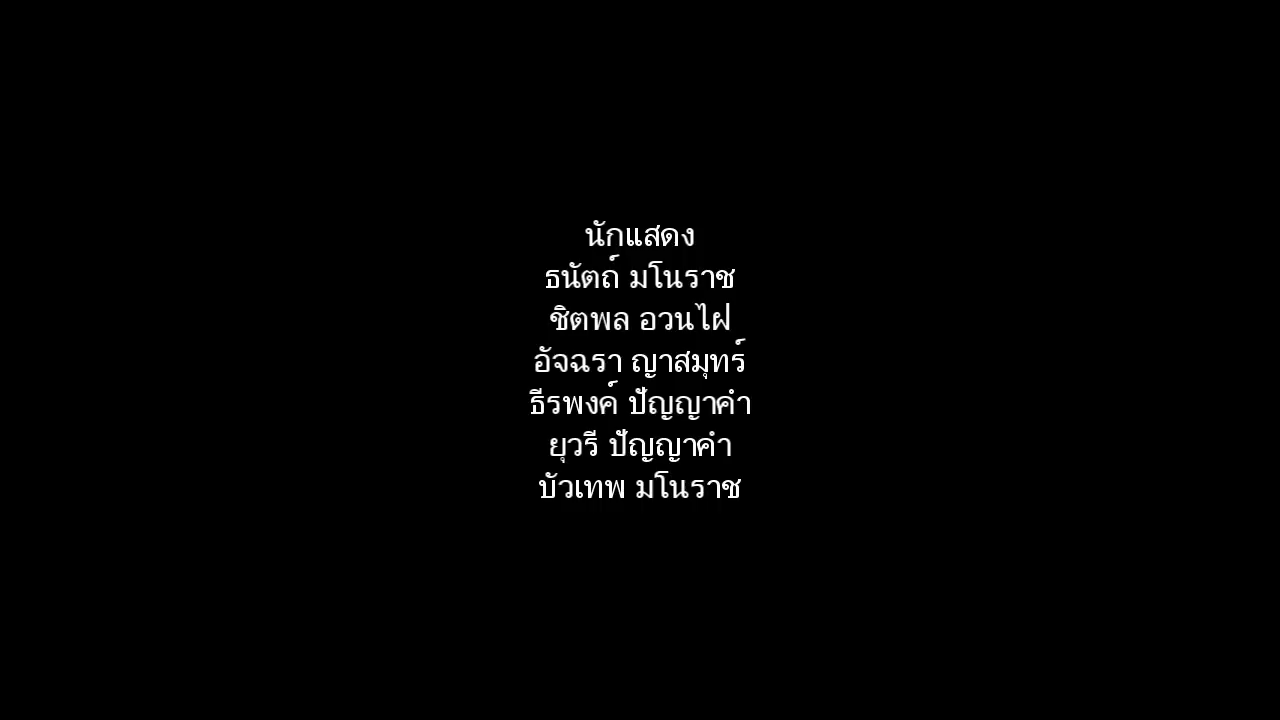 นักแสดง
ธนัตถ์ มโนราช
ชิตพล อวนไฝ
อัจฉรา ญาสมุทร์
ธีรพงค์ ปัญญาคำ
ยุวรี ปัญญาคำ
บัวเทพ มโนราช